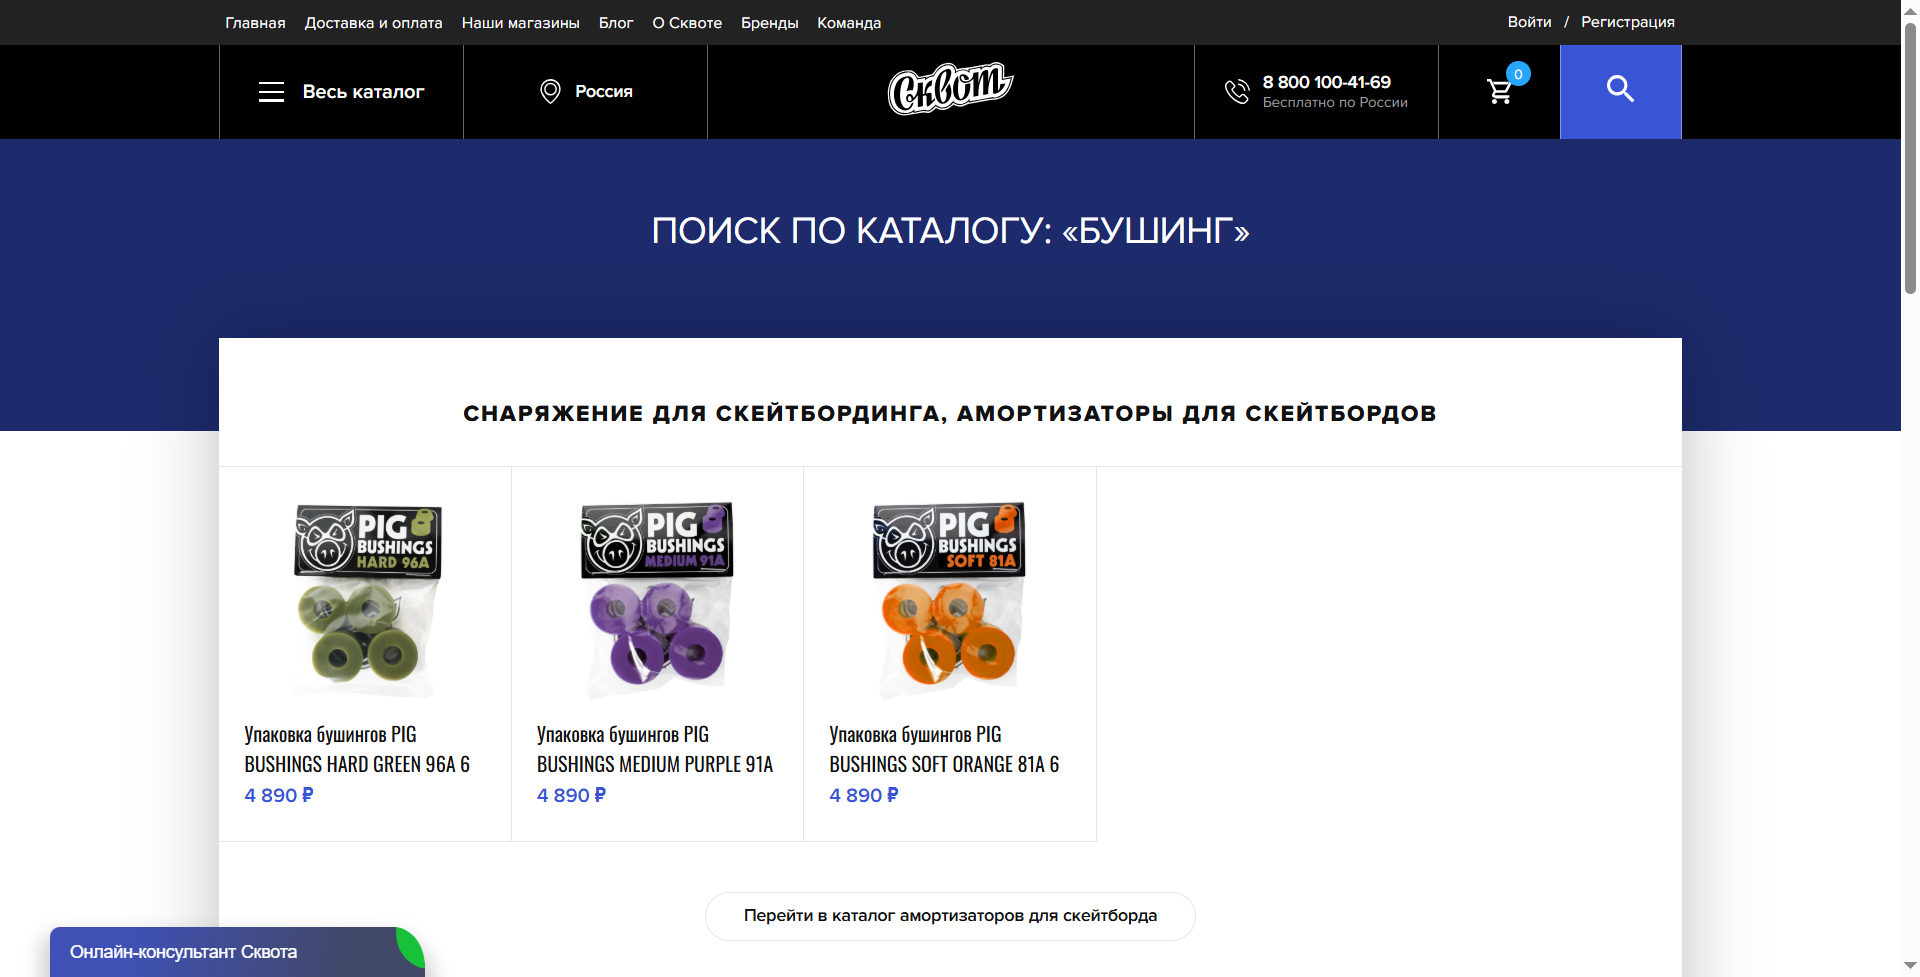 Главная Доставка и оплата Наши магазины Блог О Сквоте Бренды Команда Войти / Регистрация
Весь каталог Россия Сквот 8 800 100-41-69 0
Бесплатно по России
ПОИСК ПО КАТАЛОГУ: «БУШИНГ»
СНАРЯЖЕНИЕ ДЛЯ СКЕЙТБОРДИНГА, АМОРТИЗАТОРЫ ДЛЯ СКЕЙТБОРДОВ
PIG
BUSHINGS
HARD 96A
PIG
BUSHINGS
MEDIUM 91A
PIG
BUSHINGS
SOFT 81A
Упаковка бушингов PIG
BUSHINGS HARD GREEN 96A 6
4 890 ₽
Упаковка бушингов PIG
BUSHINGS MEDIUM PURPLE 91A
4 890 ₽
Упаковка бушингов PIG
BUSHINGS SOFT ORANGE 81A 6
4 890 ₽
Перейти в каталог амортизаторов для скейтборда
Онлайн-консультант Сквота